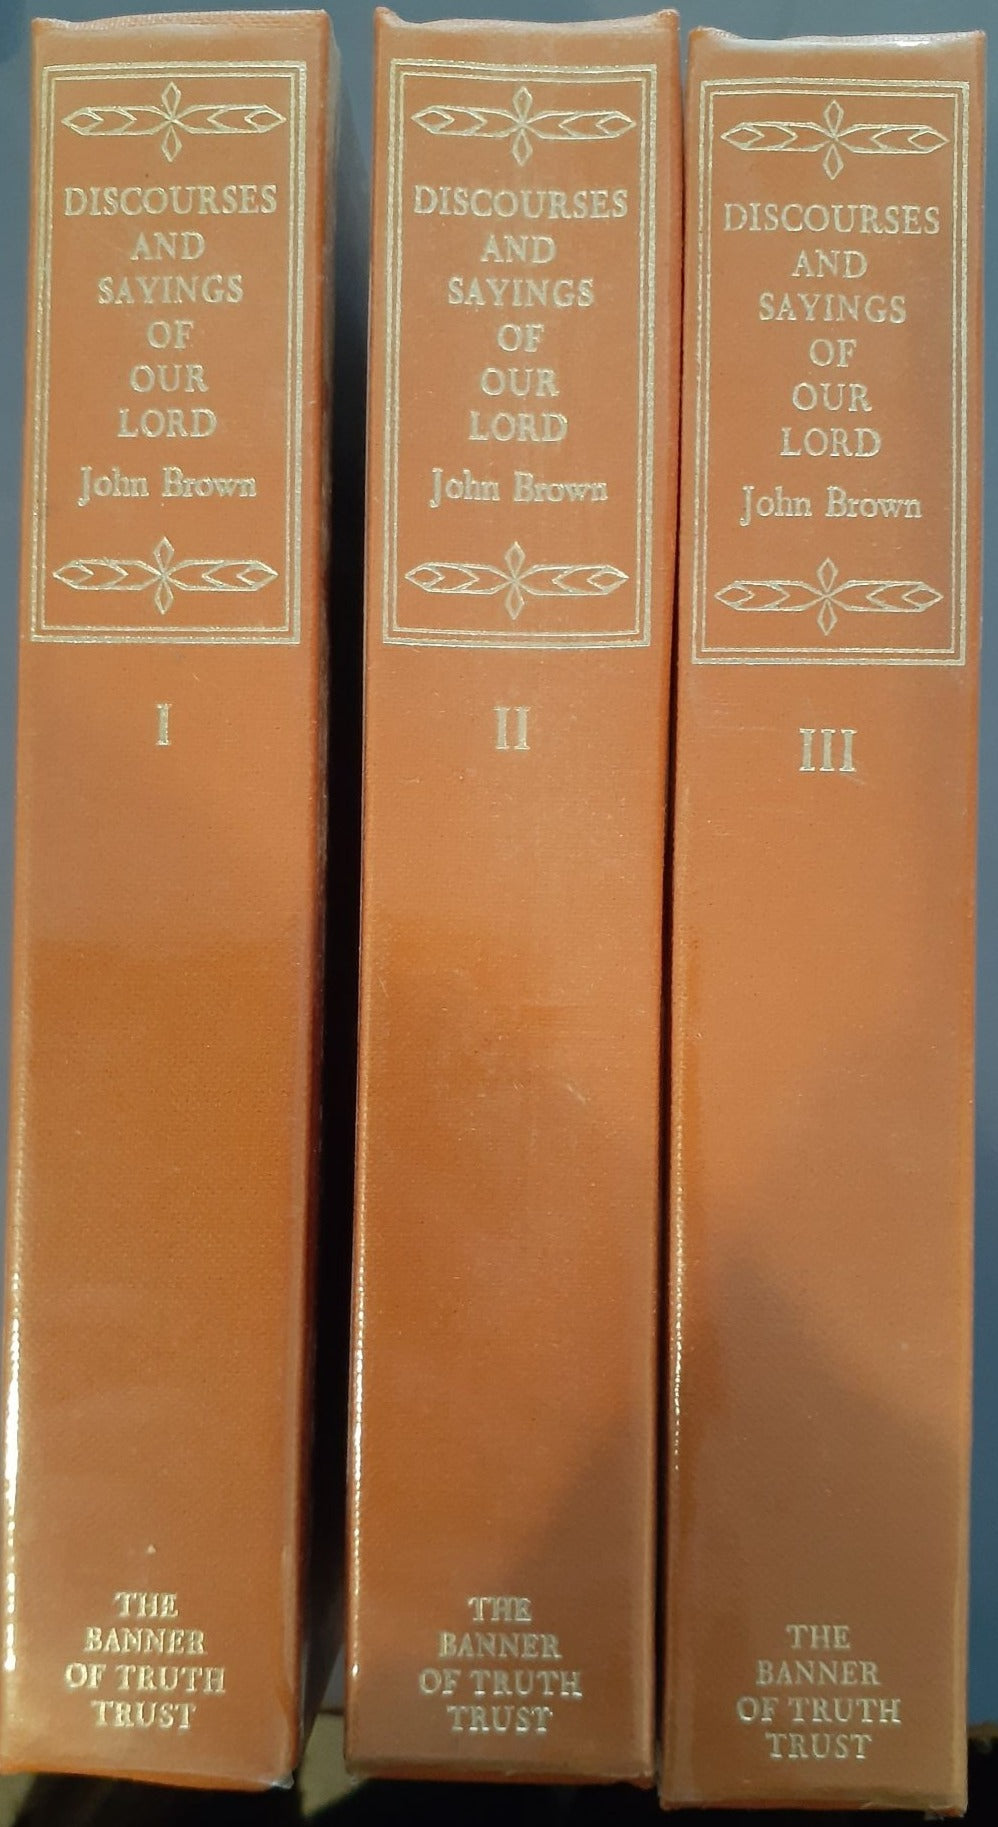 DISCOURSES
AND
SAYINGS
OF
OUR
LORD
John Brown
I
THE
BANNER
OF TRUTH
TRUST
DISCOURSES
AND
SAYINGS
OF
OUR
LORD
John Brown
II
THE
BANNER
OF TRUTH
TRUST
DISCOURSES
AND
SAYINGS
OF
OUR
LORD
John Brown
III
THE
BANNER
OF TRUTH
TRUST